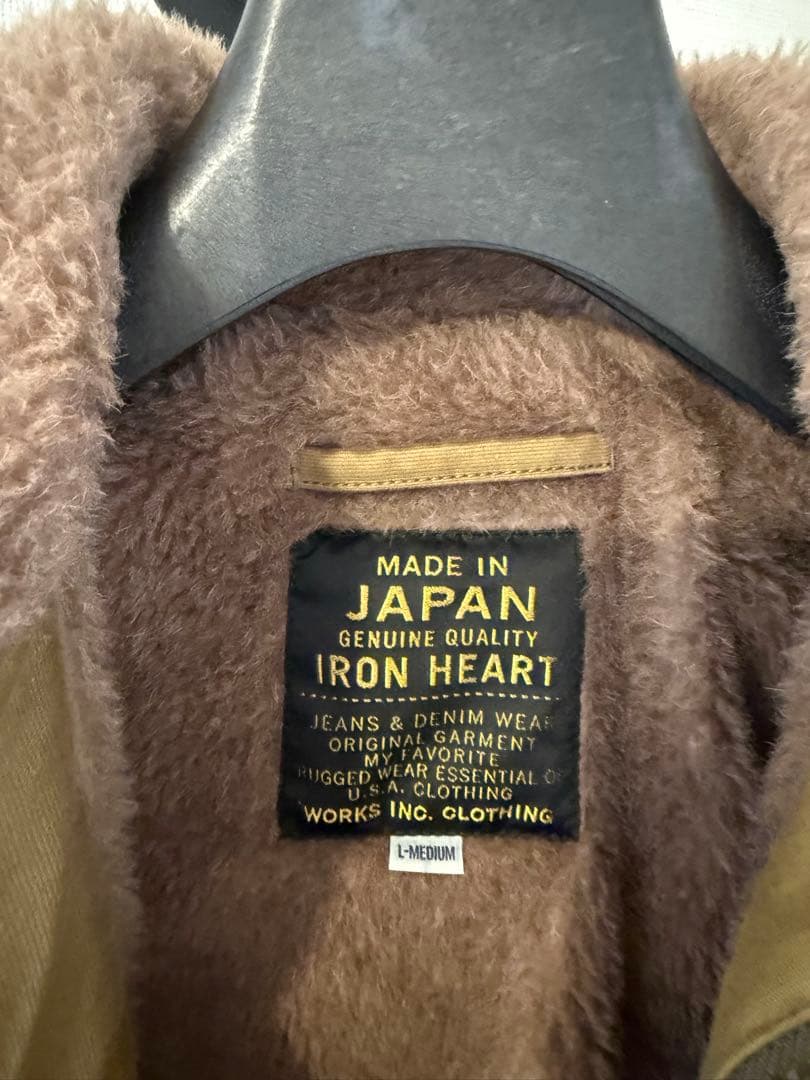 MADE IN
JAPAN
GENUINE QUALITY
IRON HEART
JEANS & DENIM WEAR
ORIGINAL GARMENT
MY FAVORITE
RUGGED WEAR ESSENTIAL OF
U.S.A. CLOTHING
WORKS INC. CLOTHING
L-MEDIUM